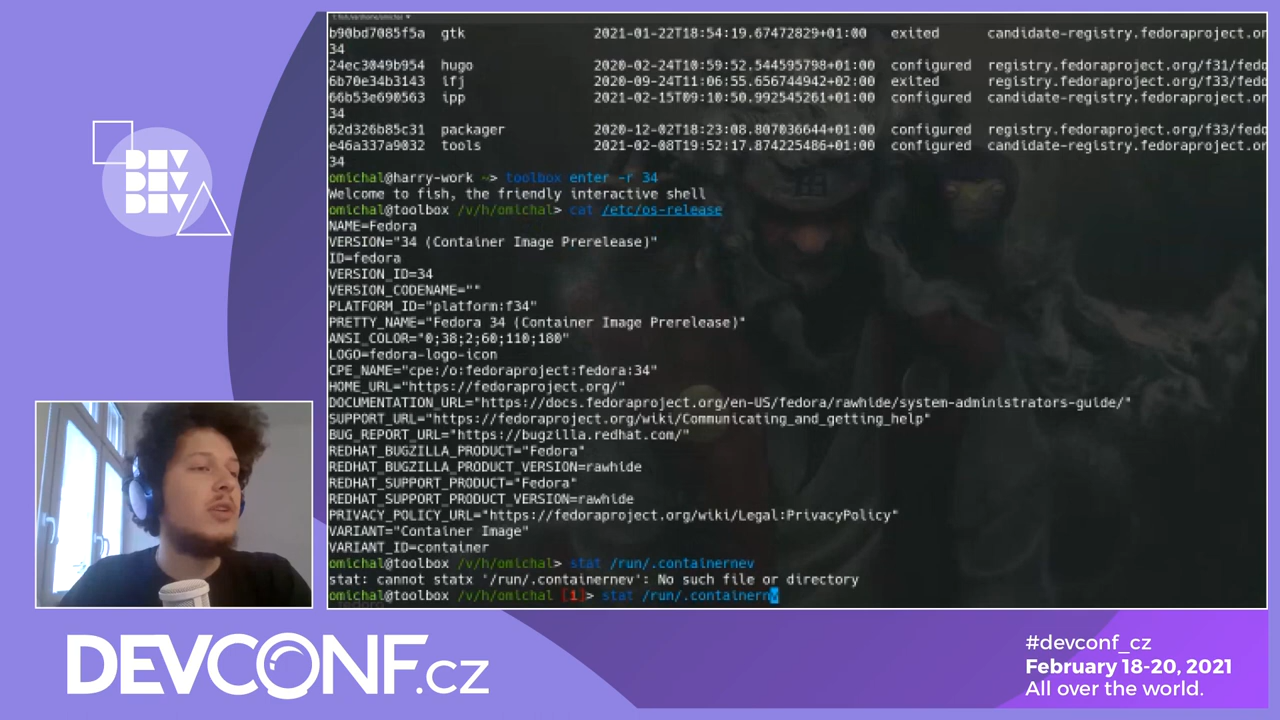 b90bd7085f5a gtk 2021-01-22T18:54:19.67472829+01:00 exited candidate-registry.fedoraproject.or
34
24ec3049b954 hugo 2020-02-24T10:59:52.544595798+01:00 configured registry.fedoraproject.org/f31/fedo
6b70e34b3143 ifj 2020-09-24T11:06:55.656744942+02:00 exited registry.fedoraproject.org/f33/fedo
66b53e690563 ipp 2021-02-15T09:10:50.992545261+01:00 configured candidate-registry.fedoraproject.or
34
62d326b85c31 packager 2020-12-02T18:23:08.807036644+01:00 configured registry.fedoraproject.org/f33/fedo
e46a337a9032 tools 2021-02-08T19:52:17.874225486+01:00 configured candidate-registry.fedoraproject.or
34
omichal@harry-work ~> toolbox enter -r 34
Welcome to fish, the friendly interactive shell
omichal@toolbox /v/h/omichal> cat /etc/os-release
NAME=Fedora
VERSION="34 (Container Image Prerelease)"
ID=fedora
VERSION_ID=34
VERSION_CODENAME=""
PLATFORM_ID="platform:f34"
PRETTY_NAME="Fedora 34 (Container Image Prerelease)"
ANSI_COLOR="0;38;2;60;110;180"
LOGO=fedora-logo-icon
CPE_NAME="cpe:/o:fedoraproject:fedora:34"
HOME_URL="https://fedoraproject.org/"
DOCUMENTATION_URL="https://docs.fedoraproject.org/en-US/fedora/rawhide/system-administrators-guide/"
SUPPORT_URL="https://fedoraproject.org/wiki/Communicating_and_getting_help"
BUG_REPORT_URL="https://bugzilla.redhat.com/"
REDHAT_BUGZILLA_PRODUCT="Fedora"
REDHAT_BUGZILLA_PRODUCT_VERSION=rawhide
REDHAT_SUPPORT_PRODUCT="Fedora"
REDHAT_SUPPORT_PRODUCT_VERSION=rawhide
PRIVACY_POLICY_URL="https://fedoraproject.org/wiki/Legal:PrivacyPolicy"
VARIANT="Container Image"
VARIANT_ID=container
omichal@toolbox /v/h/omichal> stat /run/.containernev
stat: cannot statx '/run/.containernev': No such file or directory
omichal@toolbox /v/h/omichal [1]> stat /run/.containernv
DEV
DEV
DEV
DEVCONF.cz
#devconf_cz
February 18-20, 2021
All over the world.